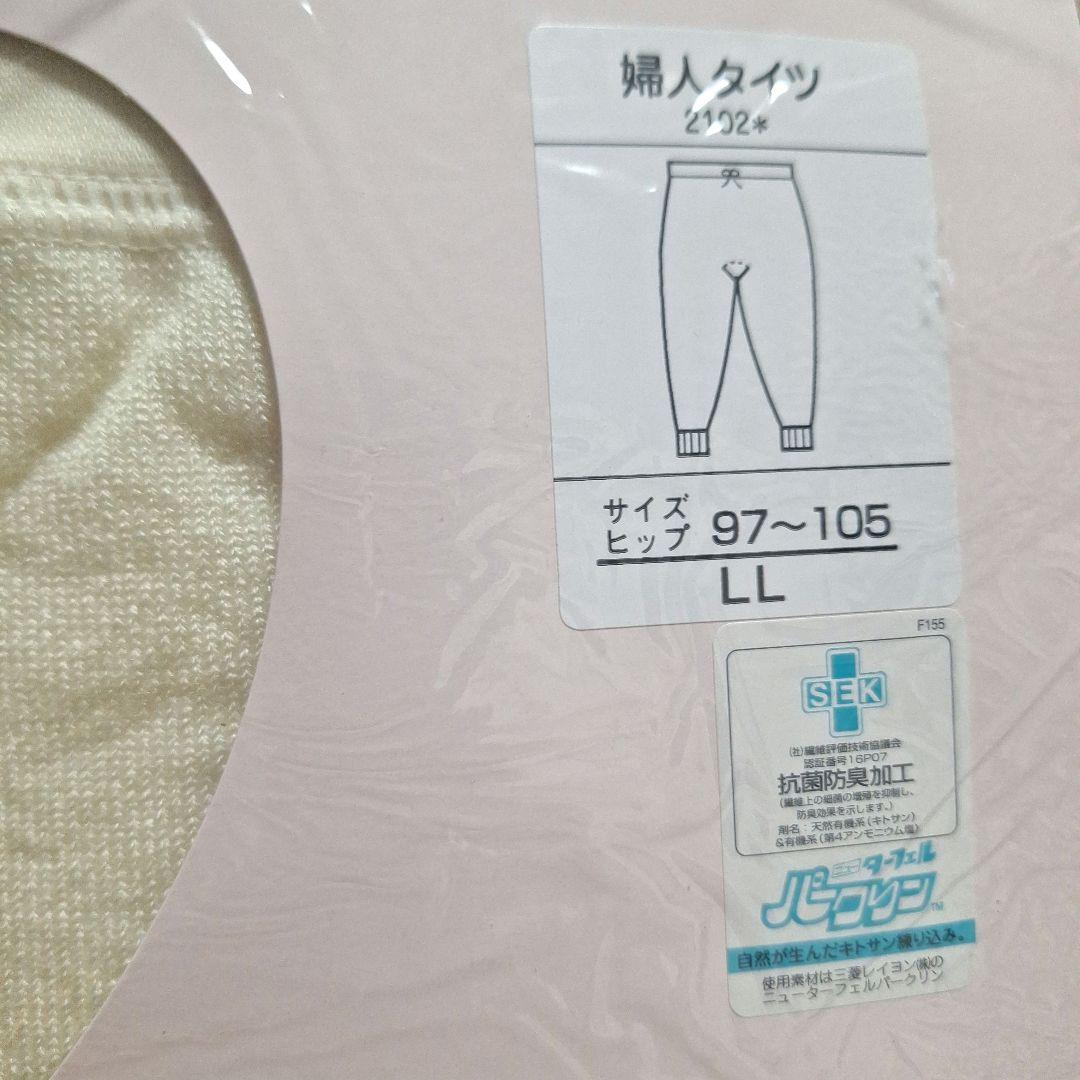 婦人タイツ
2102*
サイズ
ヒップ 97～105
LL
F155
SEK
(社)繊維評価技術協議会
認証番号16P07
抗菌防臭加工
(繊維上の細菌の増殖を抑制し、
防臭効果を示します。)
剤名：天然有機系(キトサン)
&有機系(第4アンモニウム塩)
ニューターフェル
パークリン™
自然が生んだキトサン練り込み。
使用素材は三菱レイヨン(株)の
ニューターフェルパークリン